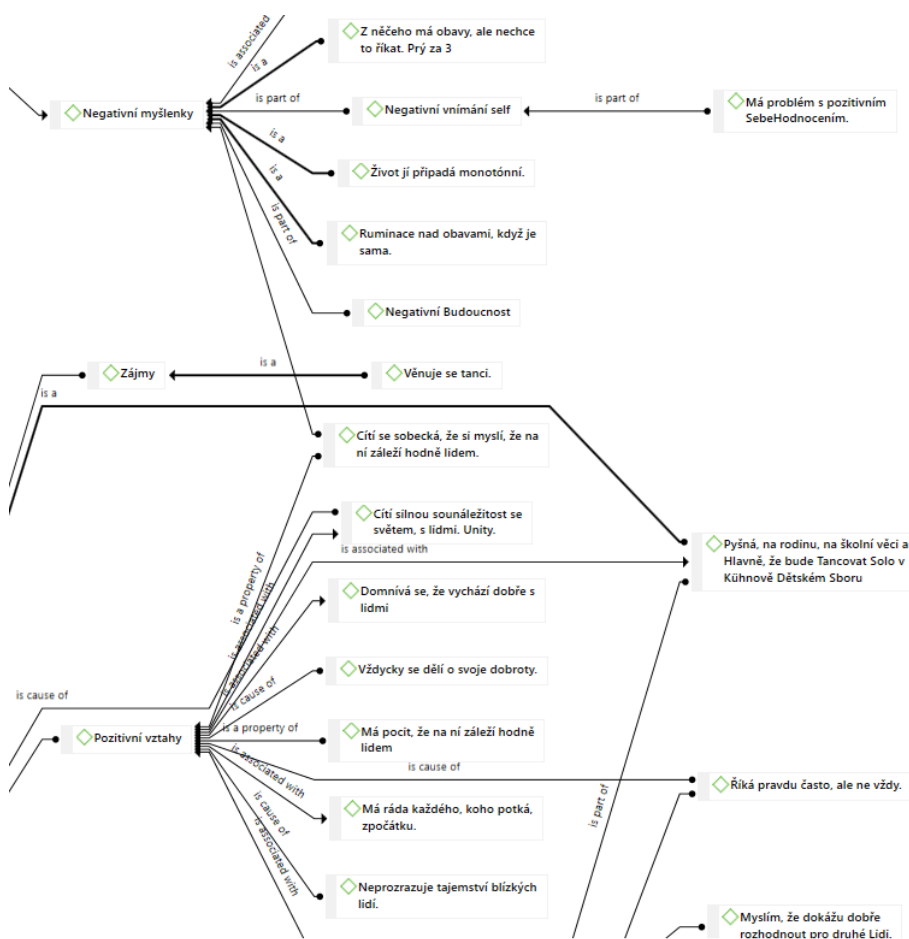 Z něčeho má obavy, ale nechce
to říkat. Prý za 3
is associated
is a
is part of
is part of
Negativní myšlenky
Negativní vnímání self
Má problém s pozitivním
SebeHodnocením.
is a
Život jí připadá monotónní.
is a
is part of
Ruminace nad obavami, když je
sama.
Negativní Budoucnost
is a
Zájmy
Věnuje se tanci.
is a
Cítí se sobecká, že si myslí, že na
ní záleží hodně lidem.
Cítí silnou sounáležitost se
světem, s lidmi. Unity.
is associated with
Pyšná, na rodinu, na školní věci a
Hlavně, že bude Tancovat Solo v
Kühnově Dětském Sboru
is a property of
is associated with
is associated with
Domnívá se, že vychází dobře s
lidmi
Vždycky se dělí o svoje dobroty.
is cause of
is cause of
Pozitivní vztahy
is a property of
Má pocit, že na ní záleží hodně
lidem
is cause of
is associated with
Říká pravdu často, ale ne vždy.
is part of
Má ráda každého, koho potká,
zpočátku.
is cause of
is associated with
Neprozrazuje tajemství blízkých
lidí.
Myslím, že dokážu dobře
rozhodnout pro druhé Lidi.